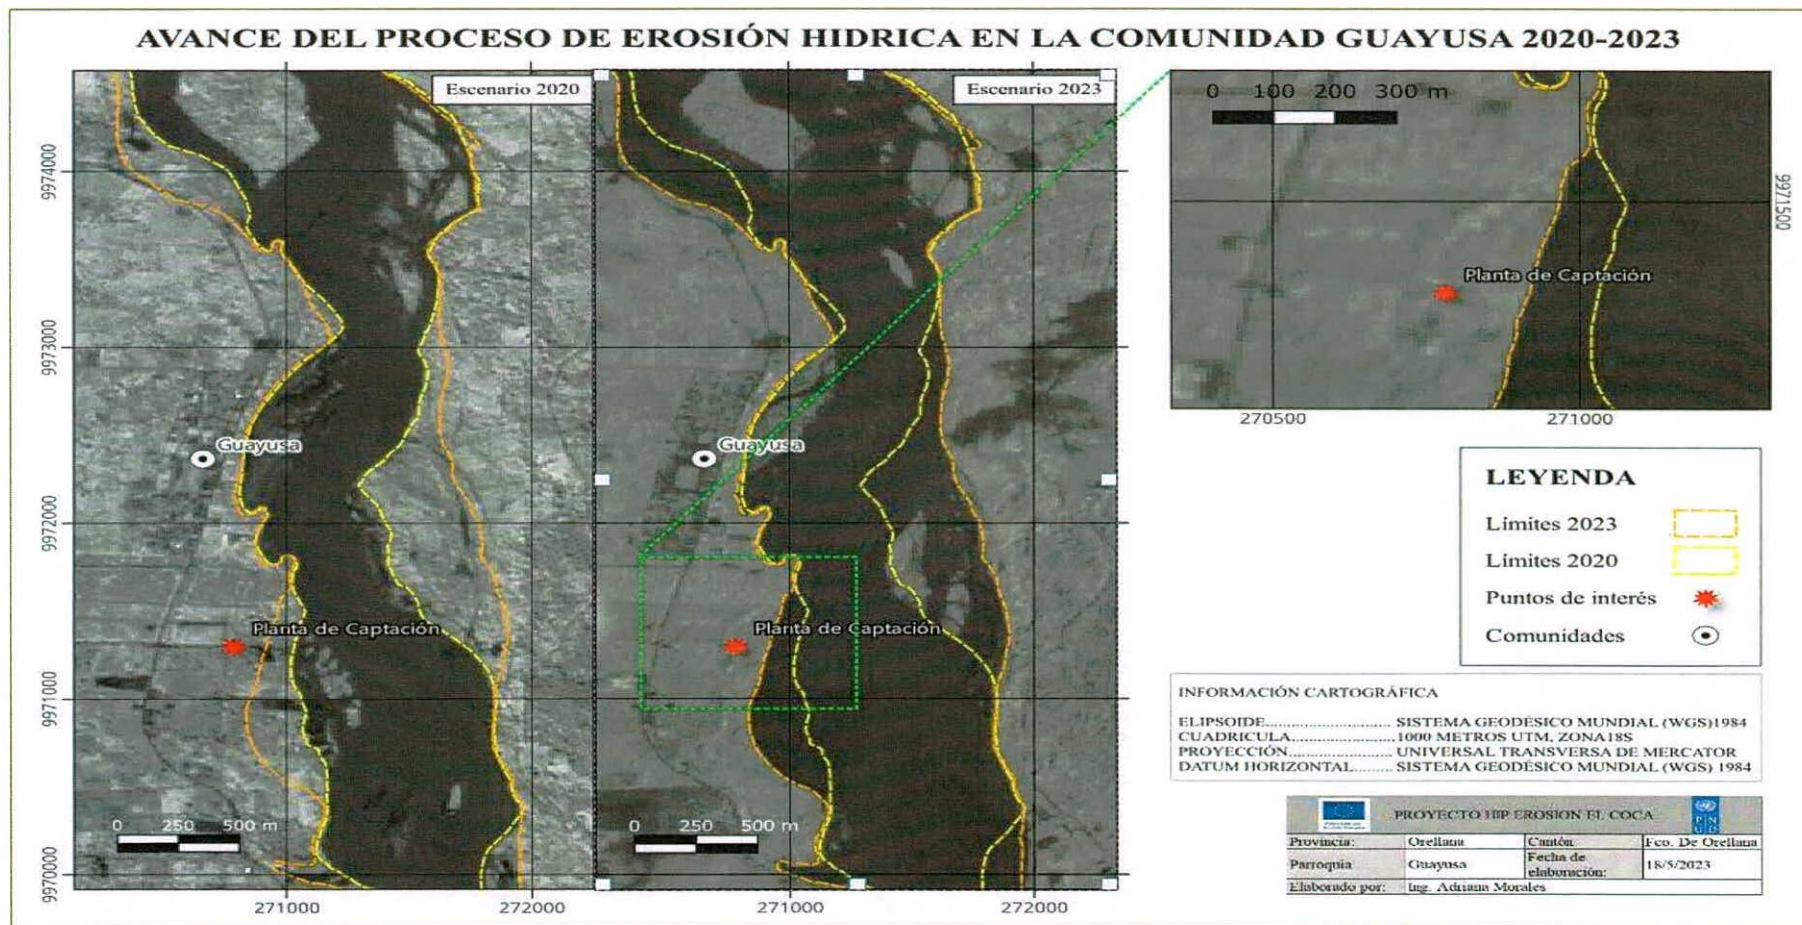 AVANCE DEL PROCESO DE EROSIÓN HIDRICA EN LA COMUNIDAD GUAYUSA 2020-2023
Escenario 2020
9974000
9973000
9972000
9971000
9970000
Guayusa
Planta de Captación
0 250 500 m
271000 272000
Escenario 2023
Guayusa
Planta de Captación
0 250 500 m
271000 272000
0 100 200 300 m
9971500
Planta de Captación
270500 271000
LEYENDA
Límites 2023
Límites 2020
Puntos de interés
Comunidades
INFORMACIÓN CARTOGRÁFICA
ELIPSOIDE.................... SISTEMA GEODÉSICO MUNDIAL (WGS)1984
CUADRICULA.................... 1000 METROS UTM, ZONA18S
PROYECCIÓN.................... UNIVERSAL TRANSVERSA DE MERCATOR
DATUM HORIZONTAL......... SISTEMA GEODÉSICO MUNDIAL (WGS) 1984
PROYECTO HIP EROSION EL COCA
P N
U D
Provincia: Orellana Cantón Fco. De Orellana
Parroquia Guayusa Fecha de elaboración: 18/5/2023
Elaborado por: Ing. Adriana Morales